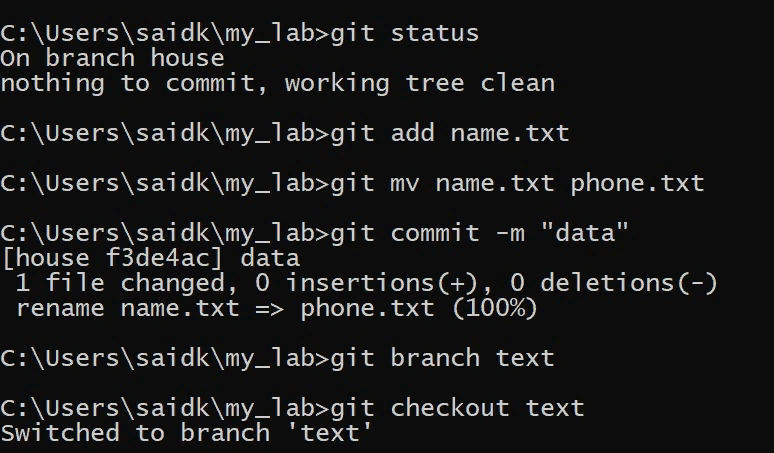 C:\Users\saidk\my_lab>git status
On branch house
nothing to commit, working tree clean
C:\Users\saidk\my_lab>git add name.txt
C:\Users\saidk\my_lab>git mv name.txt phone.txt
C:\Users\saidk\my_lab>git commit -m "data"
[house f3de4ac] data
 1 file changed, 0 insertions(+), 0 deletions(-)
 rename name.txt => phone.txt (100%)
C:\Users\saidk\my_lab>git branch text
C:\Users\saidk\my_lab>git checkout text
Switched to branch 'text'